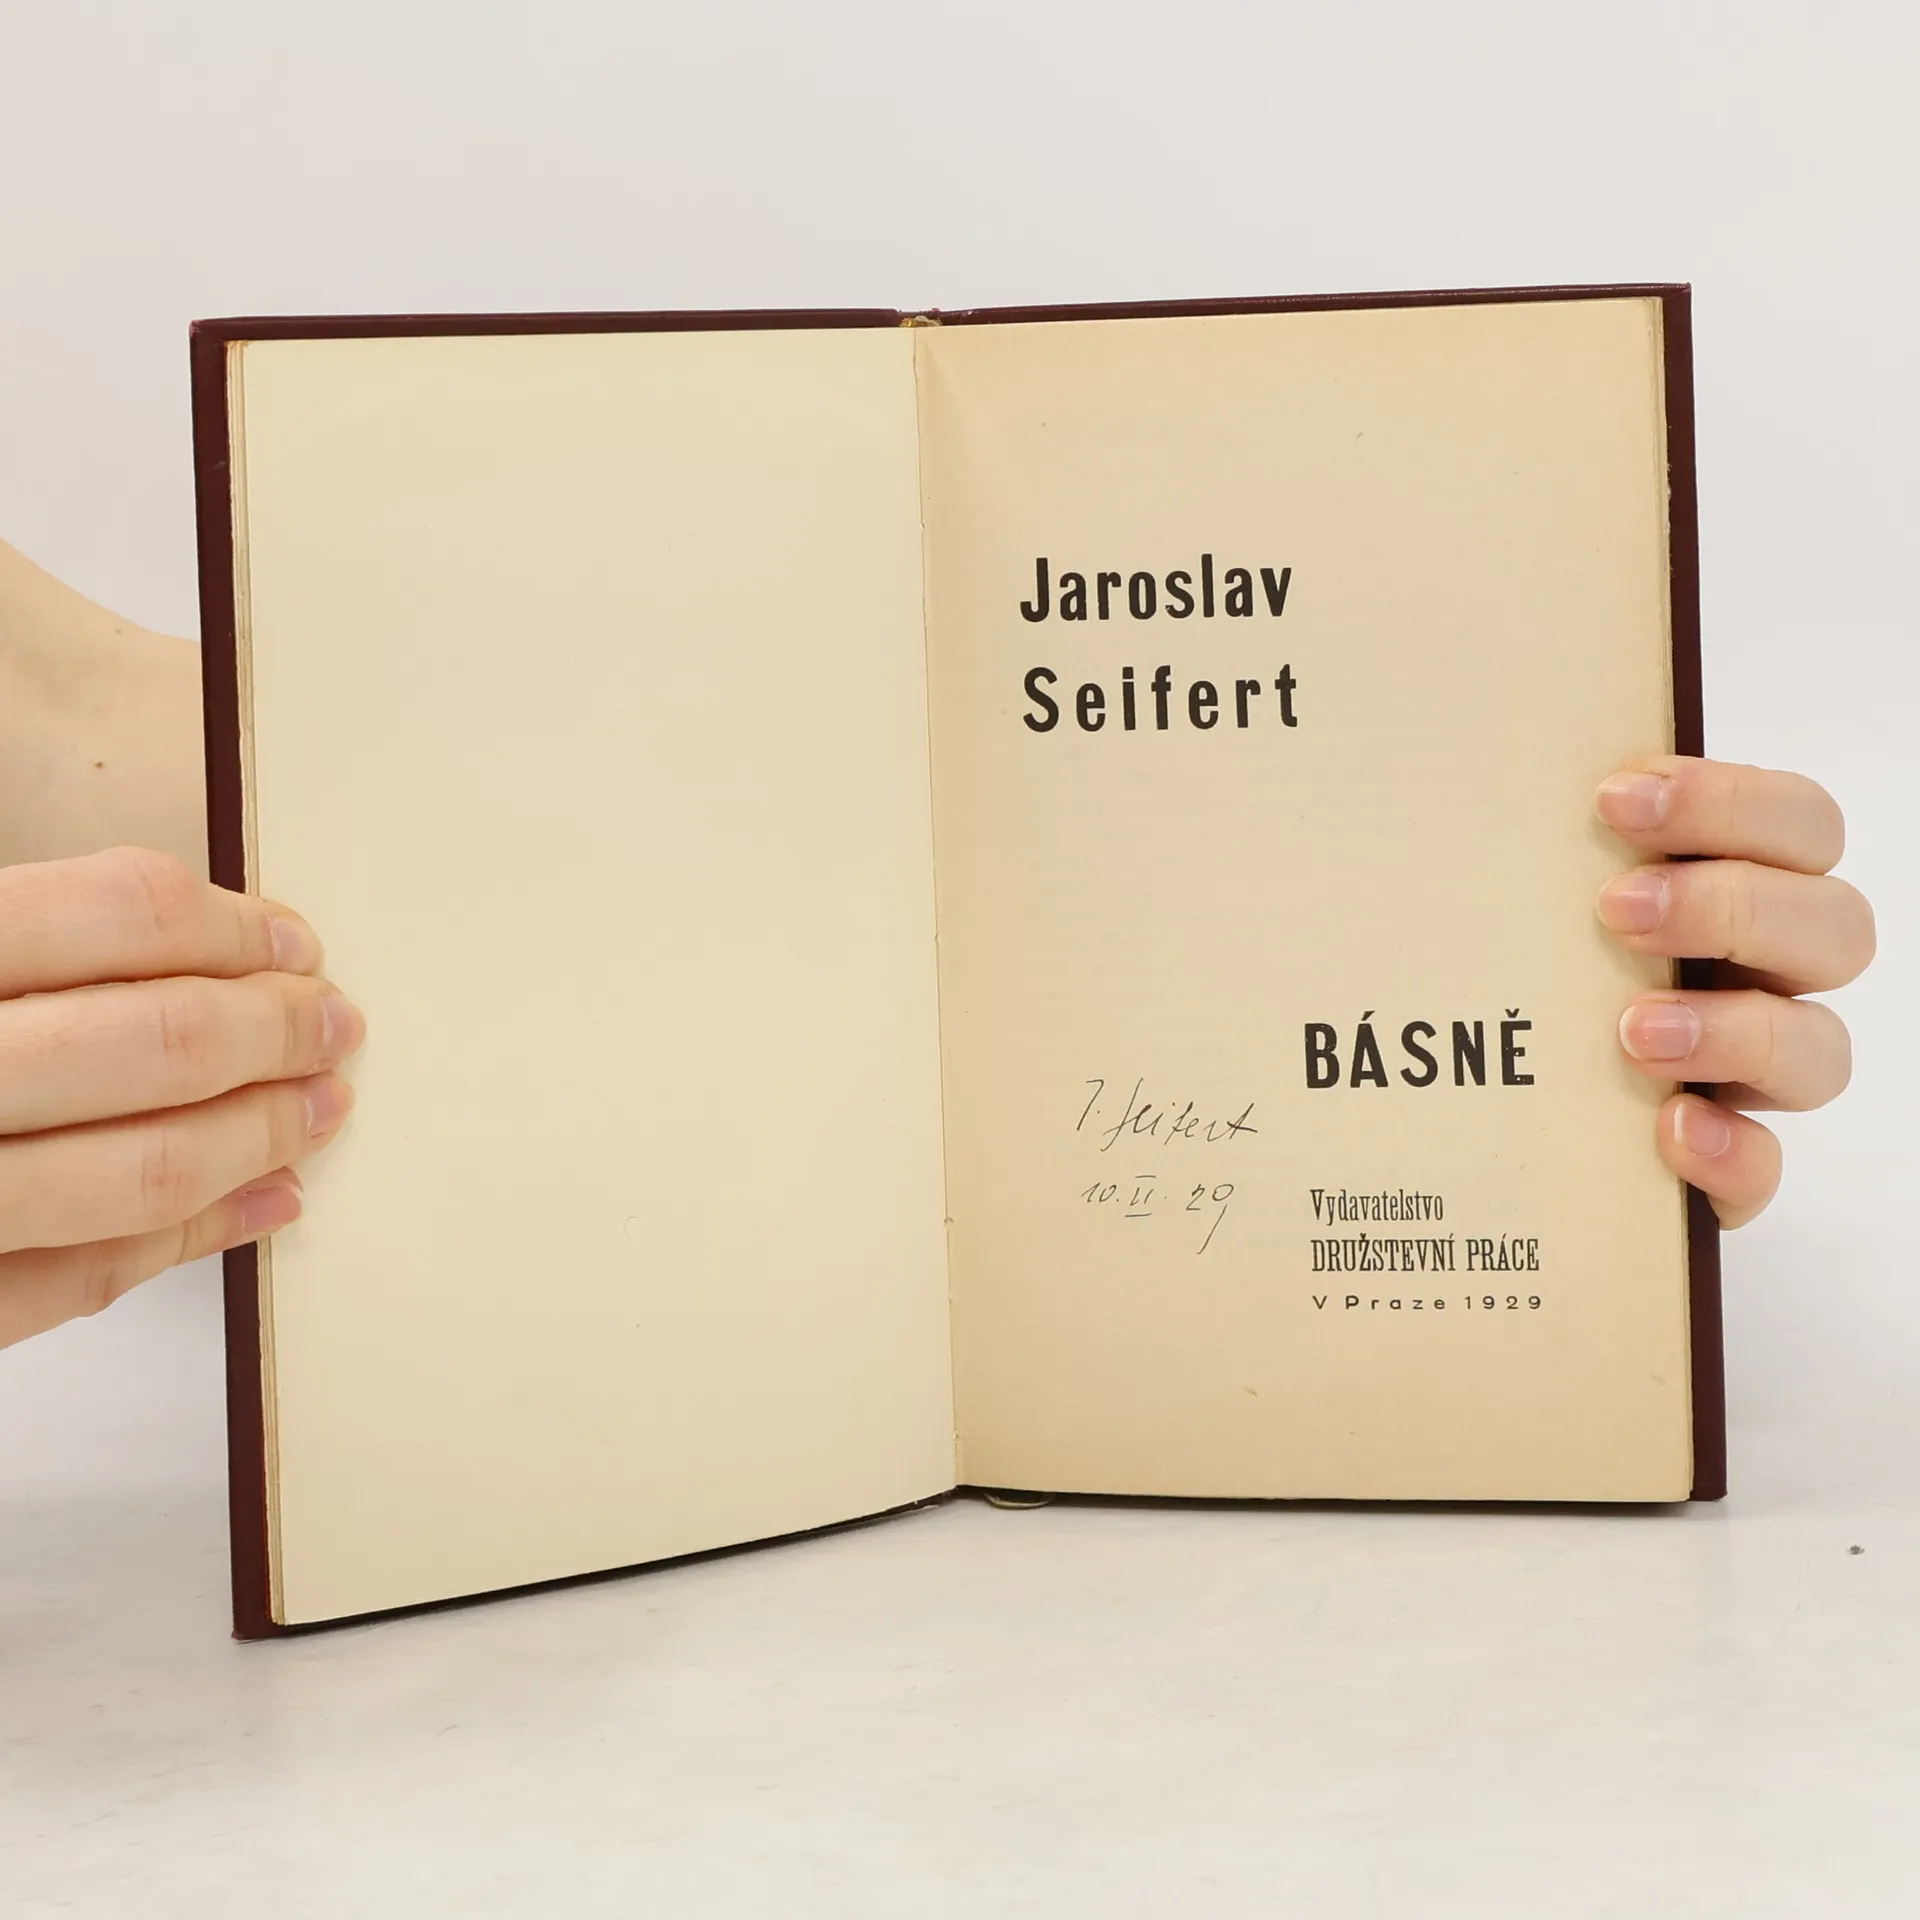 Jaroslav
Seifert
BÁSNĚ
J. Seifert
10. II. 29
Vydavatelstvo
DRUŽSTEVNÍ PRÁCE
V Praze 1929